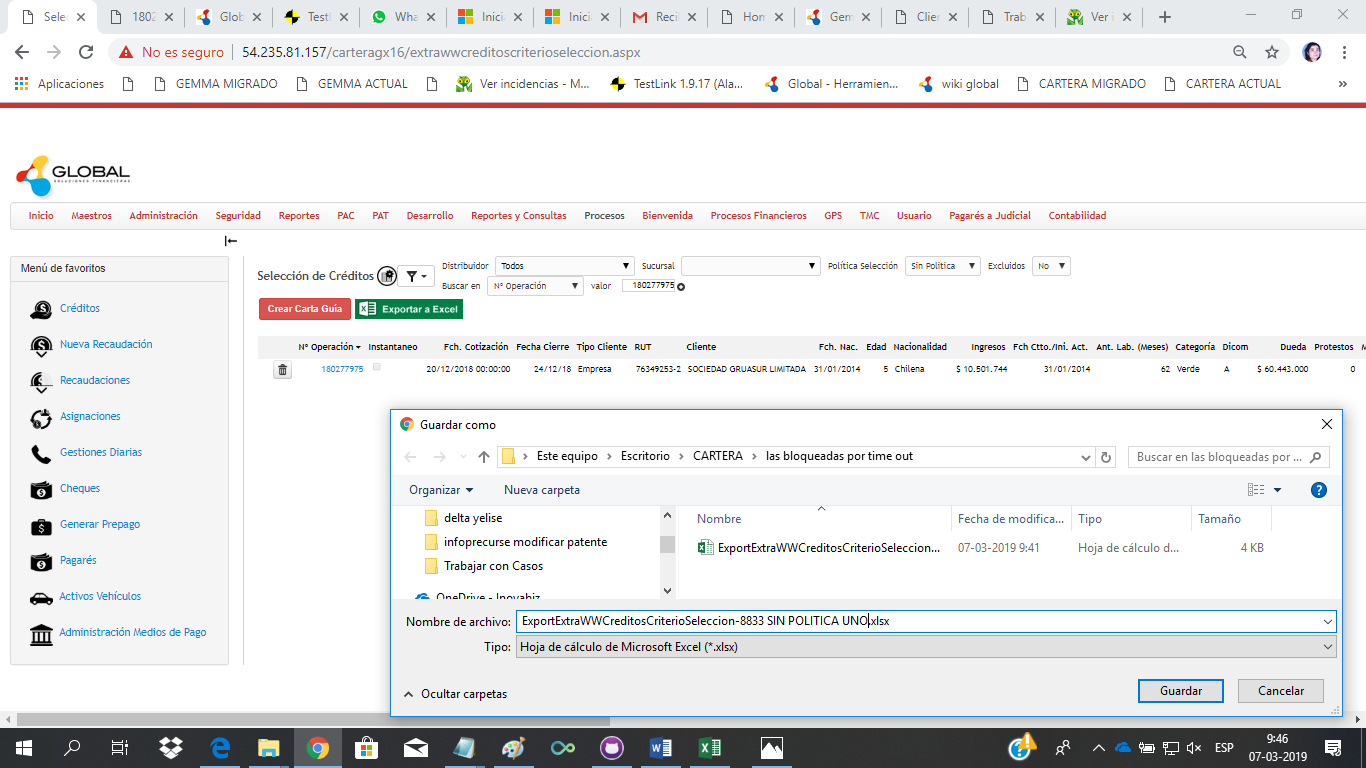 Selec
1802
Glob
TestL
Wha
Inicia
Inicia
Recib
Hom
Gem
Clien
Trab
Ver i
No es seguro | 54.235.81.157/carteragx16/extrawwcreditoscriterioseleccion.aspx
Aplicaciones
GEMMA MIGRADO
GEMMA ACTUAL
Ver incidencias - M...
TestLink 1.9.17 (Ala...
Global - Herramien...
wiki global
CARTERA MIGRADO
CARTERA ACTUAL
»
GLOBAL
SOLUCIONES FINANCIERAS
Inicio Maestros Administración Seguridad Reportes PAC PAT Desarrollo Reportes y Consultas Procesos Bienvenida Procesos Financieros GPS TMC Usuario Pagarés a Judicial Contabilidad
Menú de favoritos
Créditos
Nueva Recaudación
Recaudaciones
Asignaciones
Gestiones Diarias
Cheques
Generar Prepago
Pagarés
Activos Vehículos
Administración Medios de Pago
Selección de Créditos
Distribuidor Todos Sucursal Política Selección Sin Politica Excluidos No
Buscar en N° Operación valor 180277975
Crear Carta Guía Exportar a Excel
N° Operación Instantaneo Fch. Cotización Fecha Cierre Tipo Cliente RUT Cliente Fch. Nac. Edad Nacionalidad Ingresos Fch Ctto./Ini. Act. Ant. Lab. (Meses) Categoría Dicom Dueda Protestos M
180277975 20/12/2018 00:00:00 24/12/18 Empresa 76349253-2 SOCIEDAD GRUASUR LIMITADA 31/01/2014 5 Chilena $ 10.501.744 31/01/2014 62 Verde A $ 60.443.000 0
Guardar como
Este equipo > Escritorio > CARTERA > las bloqueadas por time out
Buscar en las bloqueadas por ...
Organizar Nueva carpeta
delta yelise
infoprecurse modificar patente
Trabajar con Casos
OneDrive - Inovabiz
Nombre Fecha de modifica... Tipo Tamaño
ExportExtraWWCreditosCriterioSeleccion... 07-03-2019 9:41 Hoja de cálculo d... 4 KB
Nombre de archivo: ExportExtraWWCreditosCriterioSeleccion-8833 SIN POLITICA UNO.xlsx
Tipo: Hoja de cálculo de Microsoft Excel (*.xlsx)
Ocultar carpetas
Guardar Cancelar
ESP
9:46
07-03-2019